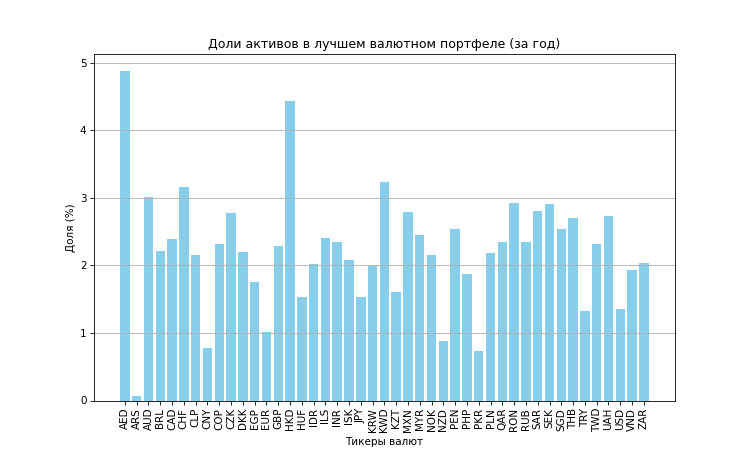 Доли активов в лучшем валютном портфеле (за год)
Доля (%)
5
4
3
2
1
0
AED ARS AUD BRL CAD CHF CLP CNY COP CZK DKK EGP EUR GBP HKD HUF IDR ILS INR ISK JPY KRW KWD KZT MXN MYR NOK NZD PEN PHP PKR PLN QAR RON RUB SAR SEK SGD THB TRY TWD UAH USD VND ZAR
Тикеры валют